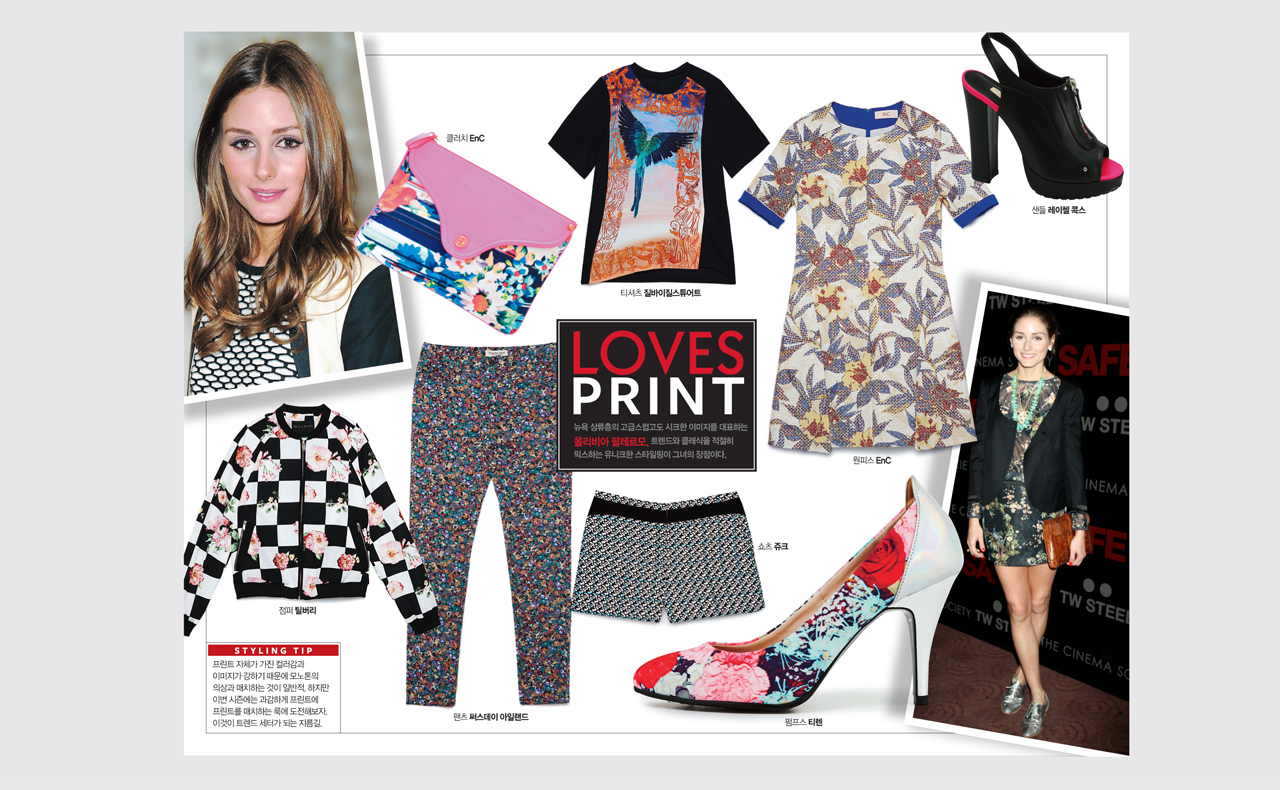 클러치 EnC
티셔츠 질바이질스튜어트
EnC
샌들 레이첼 콕스
LOVES
PRINT
뉴욕 상류층의 고급스럽고도 시크한 이미지를 대표하는
올리비아 팔레르모. 트렌드와 클래식을 적절히
믹스하는 유니크한 스타일링이 그녀의 장점이다.
원피스 EnC
TW STEEL
CINEMA S
SAFE
INEMA
FE
SA
SOCIETY TW STEEL
TW STEEL
THE CINEMA SO
쇼츠 쥬크
점퍼 틸버리
STYLING TIP
프린트 자체가 가진 컬러감과
이미지가 강하기 때문에 모노톤의
의상과 매치하는 것이 일반적. 하지만
이번 시즌에는 과감하게 프린트에
프린트를 매치하는 룩에 도전해보자.
이것이 트렌드 세터가 되는 지름길.
팬츠 써스데이 아일랜드
펌프스 티렌